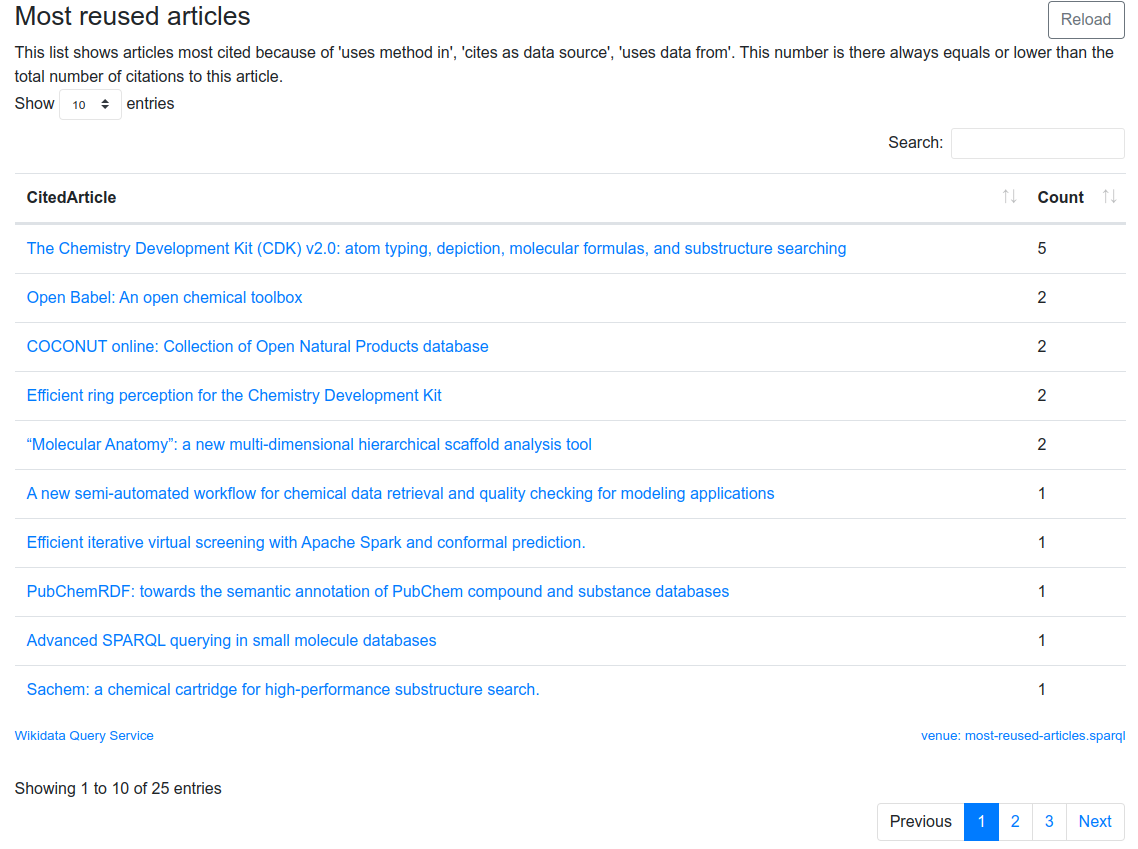 Most reused articles
Reload
This list shows articles most cited because of 'uses method in', 'cites as data source', 'uses data from'. This number is there always equals or lower than the
total number of citations to this article.
Show 10 entries
Search:
CitedArticle Count
The Chemistry Development Kit (CDK) v2.0: atom typing, depiction, molecular formulas, and substructure searching 5
Open Babel: An open chemical toolbox 2
COCONUT online: Collection of Open Natural Products database 2
Efficient ring perception for the Chemistry Development Kit 2
“Molecular Anatomy”: a new multi-dimensional hierarchical scaffold analysis tool 2
A new semi-automated workflow for chemical data retrieval and quality checking for modeling applications 1
Efficient iterative virtual screening with Apache Spark and conformal prediction. 1
PubChemRDF: towards the semantic annotation of PubChem compound and substance databases 1
Advanced SPARQL querying in small molecule databases 1
Sachem: a chemical cartridge for high-performance substructure search. 1
Wikidata Query Service venue: most-reused-articles.sparql
Showing 1 to 10 of 25 entries
Previous 1 2 3 Next